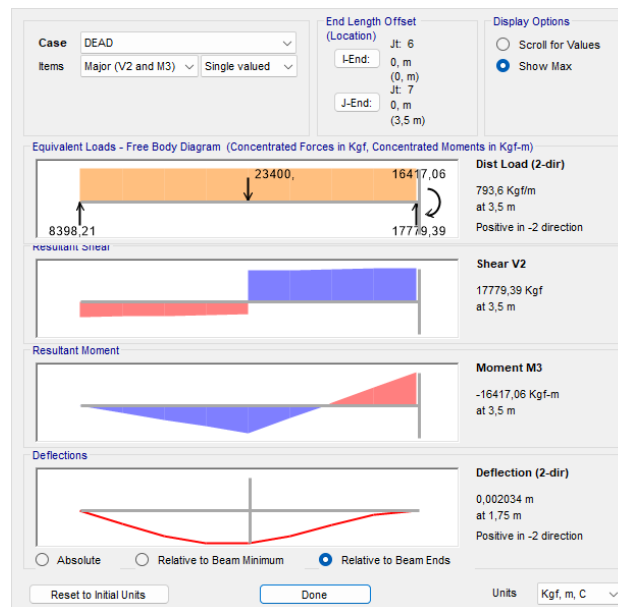 Case
DEAD
Items
Major (V2 and M3)
Single valued
End Length Offset
(Location)
I-End:
Jt: 6
0, m
(0, m)
J-End:
Jt: 7
0, m
(3,5 m)
Display Options
Scroll for Values
Show Max
Equivalent Loads - Free Body Diagram (Concentrated Forces in Kgf, Concentrated Moments in Kgf-m)
23400,
16417,06
8398,21
17779,39
Dist Load (2-dir)
793,6 Kgf/m
at 3,5 m
Positive in -2 direction
Resultant Shear
Shear V2
17779,39 Kgf
at 3,5 m
Resultant Moment
Moment M3
-16417,06 Kgf-m
at 3,5 m
Deflections
Deflection (2-dir)
0,002034 m
at 1,75 m
Positive in -2 direction
Absolute
Relative to Beam Minimum
Relative to Beam Ends
Reset to Initial Units
Done
Units
Kgf, m, C